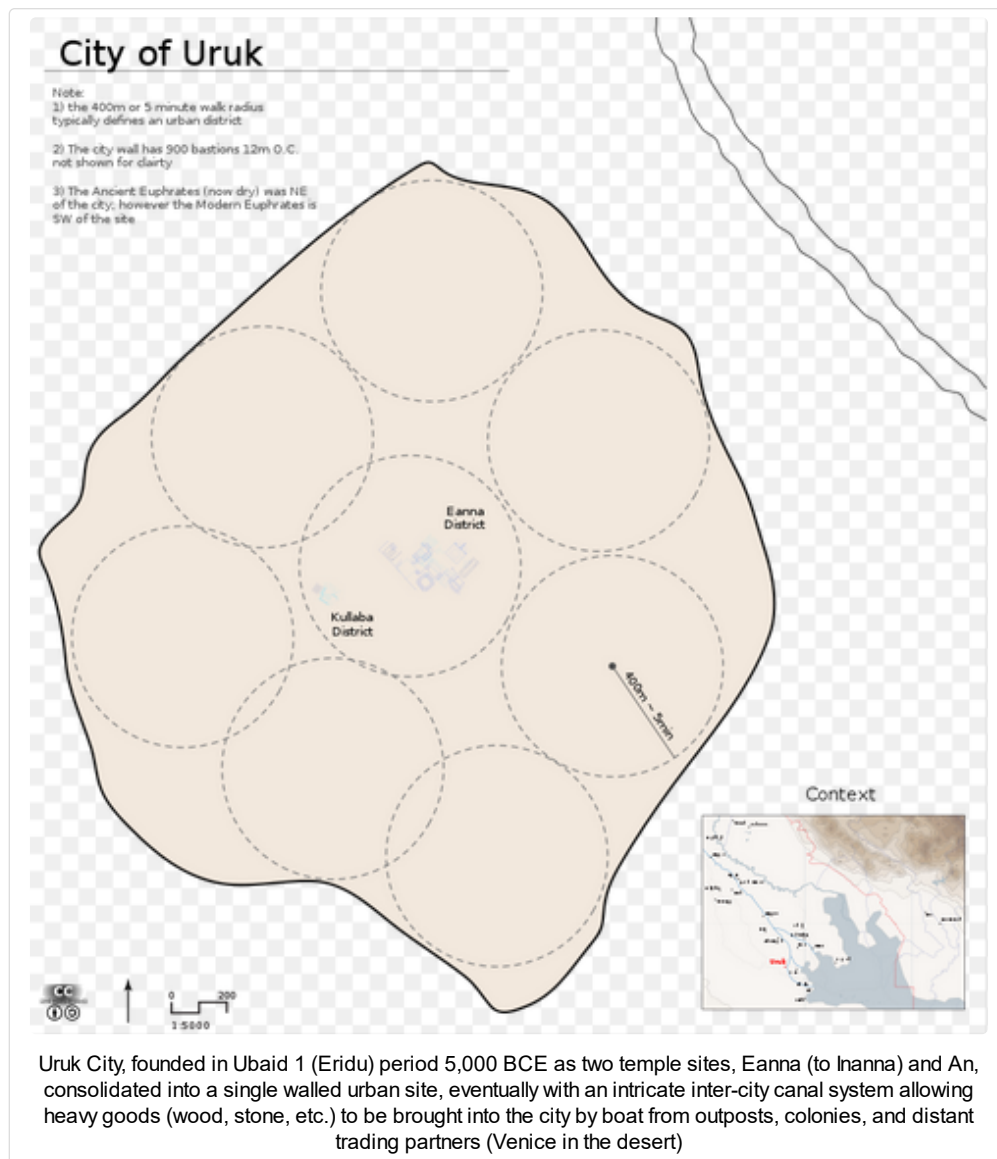 City of Uruk
Note:
1) the 400m or 5 minute walk radius
typically defines an urban district
2) The city wall has 900 bastions 12m O.C.
not shown for clairty
3) The Ancient Euphrates (now dry) was NE
of the city; however the Modern Euphrates is
SW of the site
Eanna
District
Kullaba
District
400m ~ 5min
Context
Uruk
CC
0 200
1:5000
Uruk City, founded in Ubaid 1 (Eridu) period 5,000 BCE as two temple sites, Eanna (to Inanna) and An,
consolidated into a single walled urban site, eventually with an intricate inter-city canal system allowing
heavy goods (wood, stone, etc.) to be brought into the city by boat from outposts, colonies, and distant
trading partners (Venice in the desert)